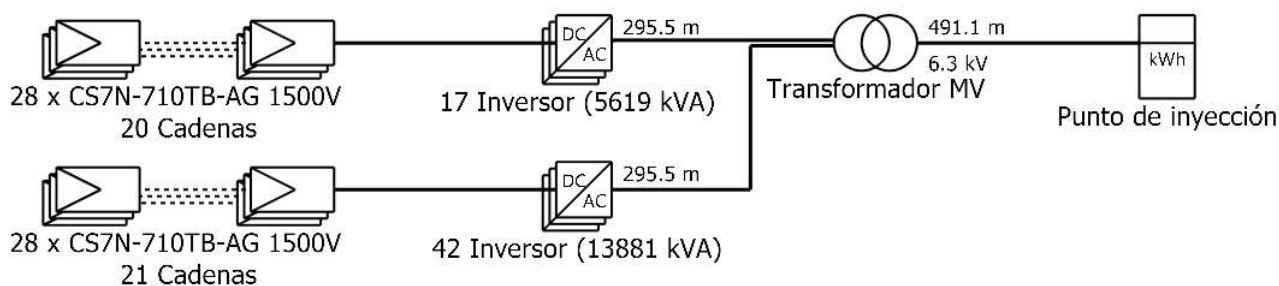 DC
AC
295.5 m
491.1 m
6.3 kV
kWh
28 x CS7N-710TB-AG 1500V
20 Cadenas
17 Inversor (5619 kVA)
Transformador MV
Punto de inyección
DC
AC
295.5 m
28 x CS7N-710TB-AG 1500V
21 Cadenas
42 Inversor (13881 kVA)